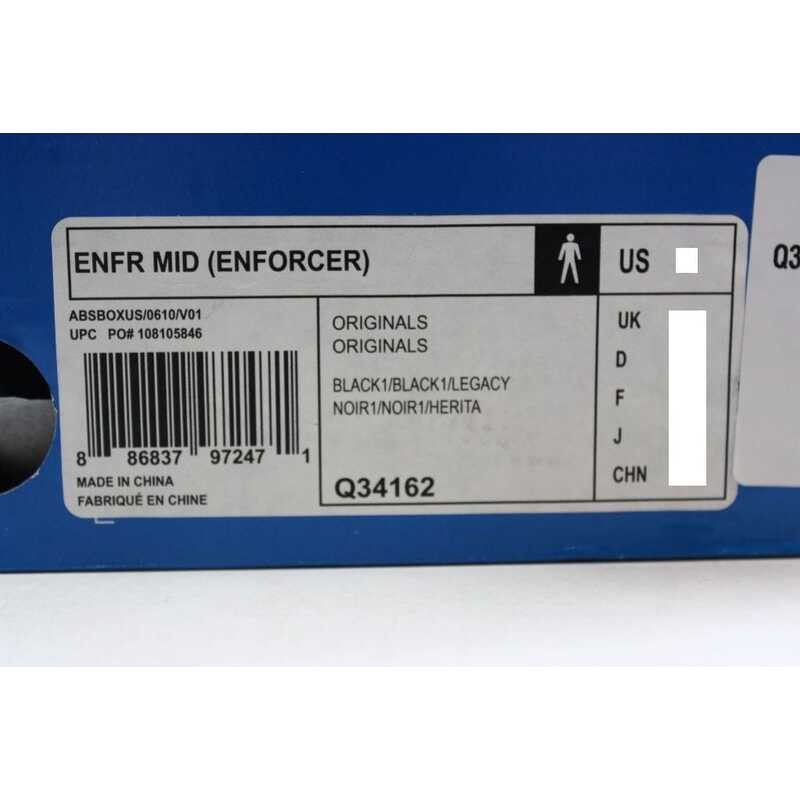 ENFR MID (ENFORCER)
US
ABSBOXUS/0610/V01
UPC PO# 108105846
8 86837 97247 1
MADE IN CHINA
FABRIQUÉ EN CHINE
ORIGINALS
ORIGINALS
BLACK1/BLACK1/LEGACY
NOIR1/NOIR1/HERITA
Q34162
UK
D
F
J
CHN
Q3